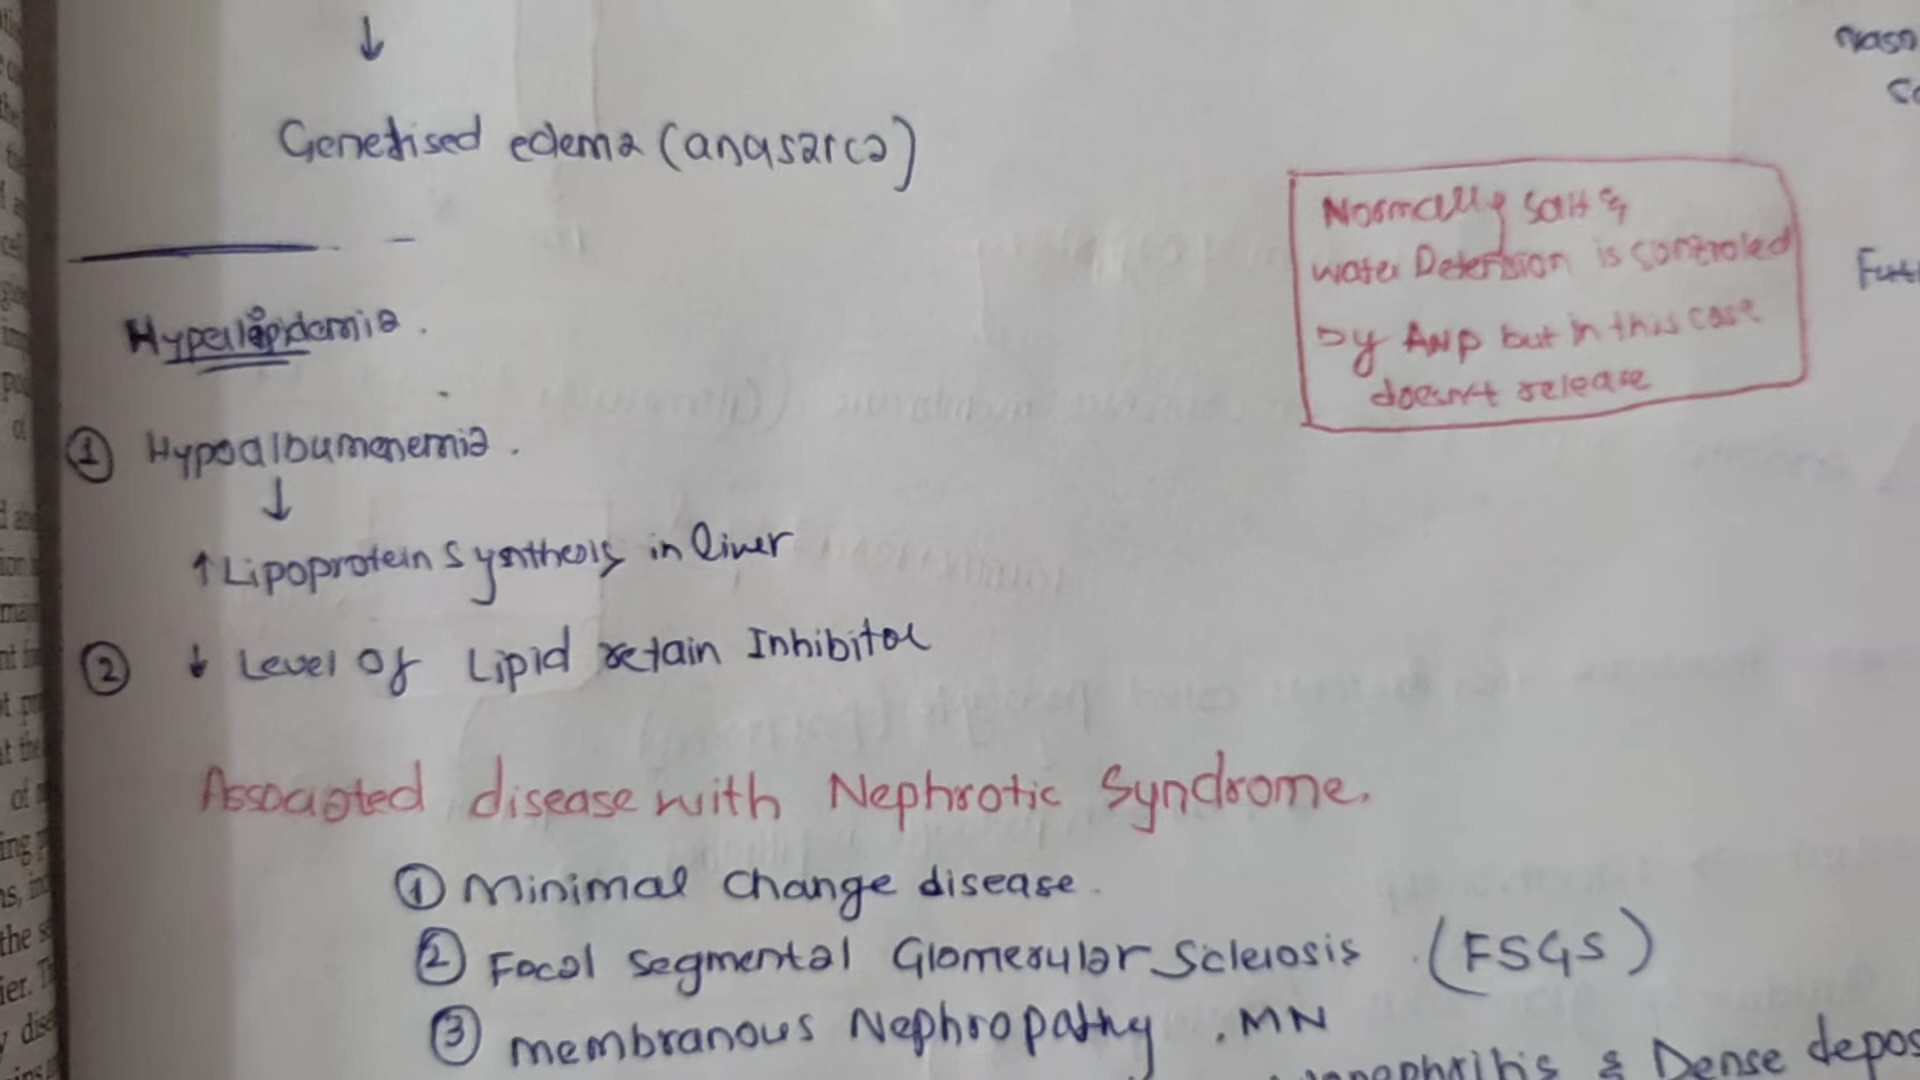 ↓
Genetised edema (anasarca)
Normally salt &
water Detension is controled
by ANP but in this case
doesn't release
Hyperlipidemia.
① Hypoalbumenemia.
↓
↑ Lipoprotein Synthesis in liver
② ↓ Level of Lipid retain Inhibitor
Associated disease with Nephrotic Syndrome.
① Minimal change disease.
② Focal segmental Glomerular Sclerosis. (FSGS)
③ membranous Nephropathy. MN
& Dense depos